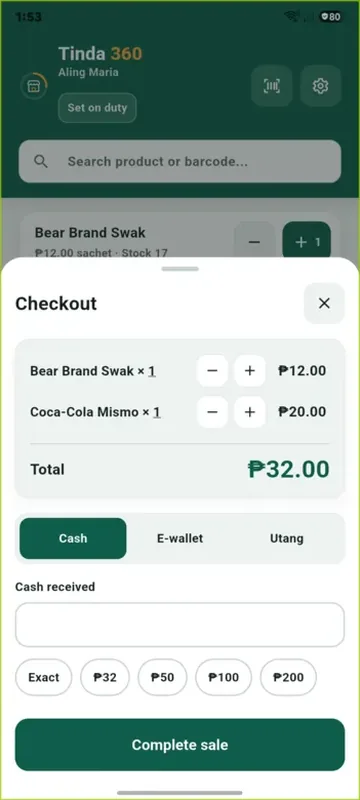 1:53
80
Tinda 360
Aling Maria
Set on duty
Search product or barcode...
Bear Brand Swak
₱12.00 sachet · Stock 17
− + 1
Checkout ×
Bear Brand Swak × 1 − + ₱12.00
Coca-Cola Mismo × 1 − + ₱20.00
Total ₱32.00
Cash E-wallet Utang
Cash received
Exact ₱32 ₱50 ₱100 ₱200
Complete sale